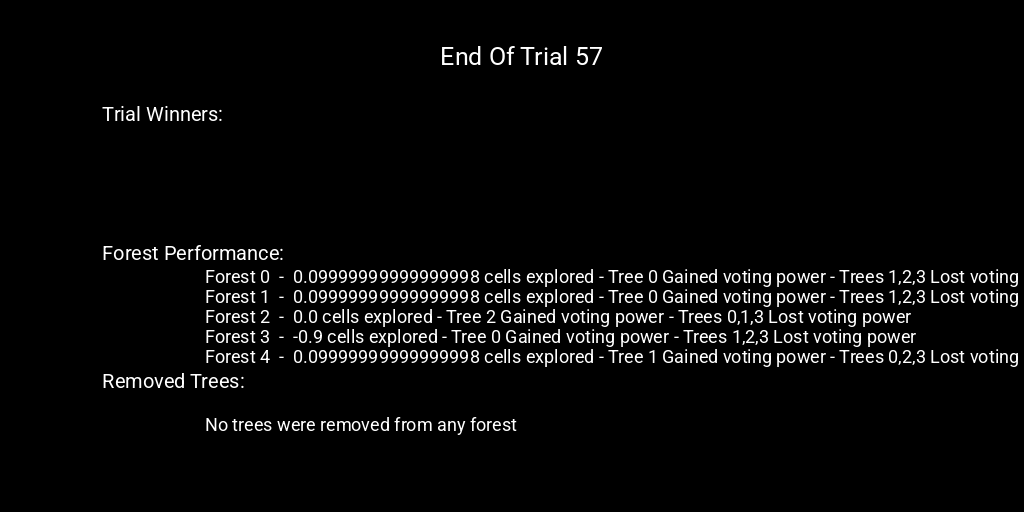 End Of Trial 57
Trial Winners:
Forest Performance:
Forest 0 - 0.09999999999999998 cells explored - Tree 0 Gained voting power - Trees 1,2,3 Lost voting
Forest 1 - 0.09999999999999998 cells explored - Tree 0 Gained voting power - Trees 1,2,3 Lost voting
Forest 2 - 0.0 cells explored - Tree 2 Gained voting power - Trees 0,1,3 Lost voting power
Forest 3 - -0.9 cells explored - Tree 0 Gained voting power - Trees 1,2,3 Lost voting power
Forest 4 - 0.09999999999999998 cells explored - Tree 1 Gained voting power - Trees 0,2,3 Lost voting
Removed Trees:
No trees were removed from any forest